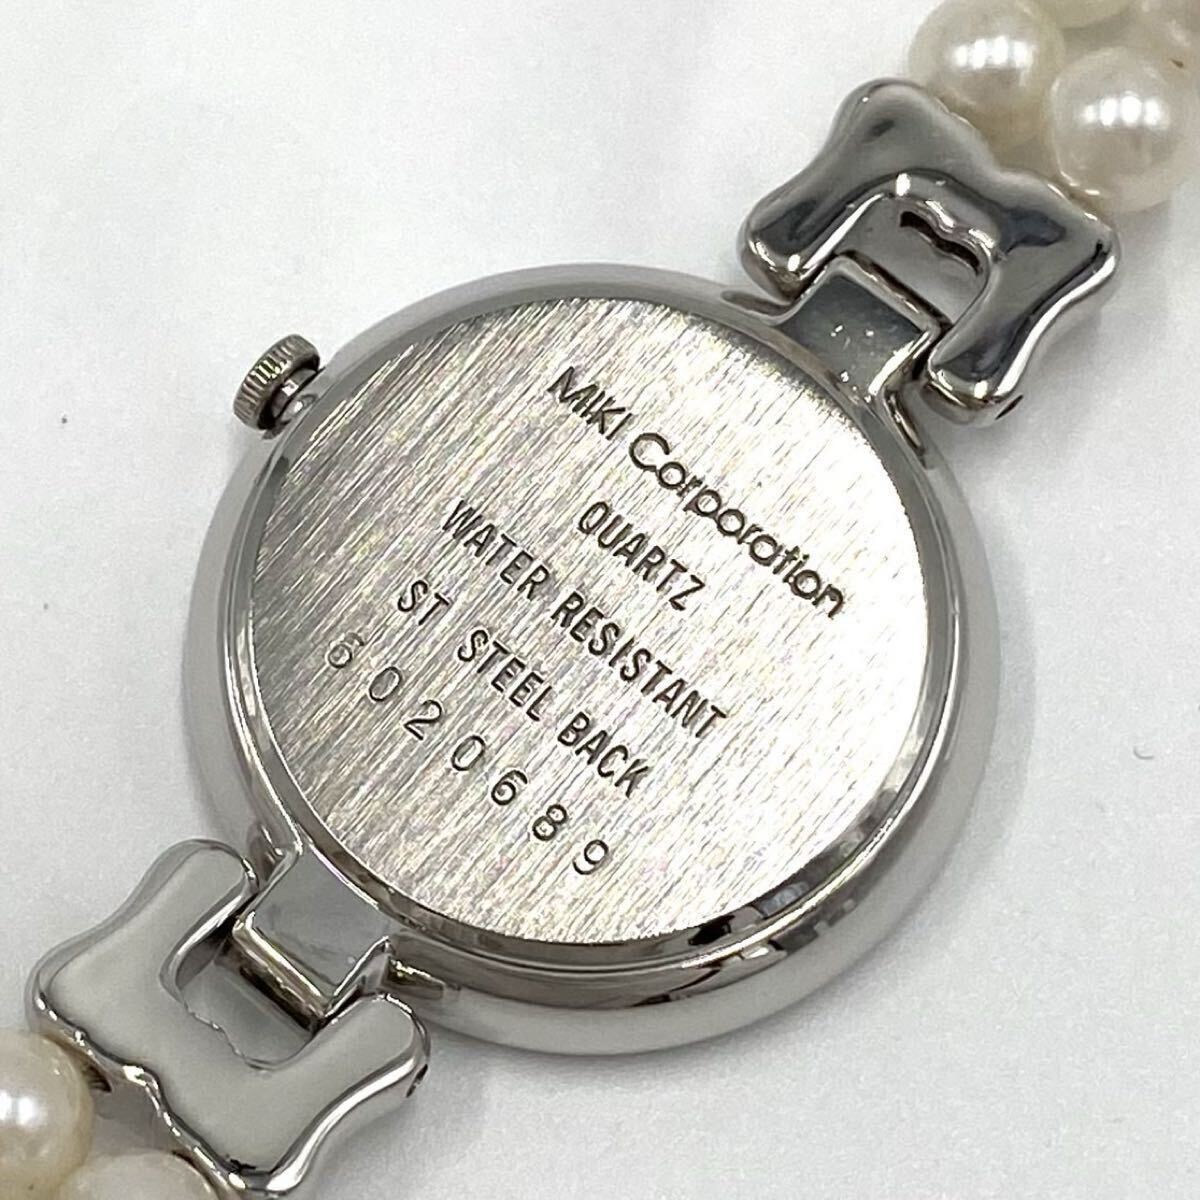 MIKI Corporation
QUARTZ
WATER RESISTANT
ST STEEL BACK
6020689